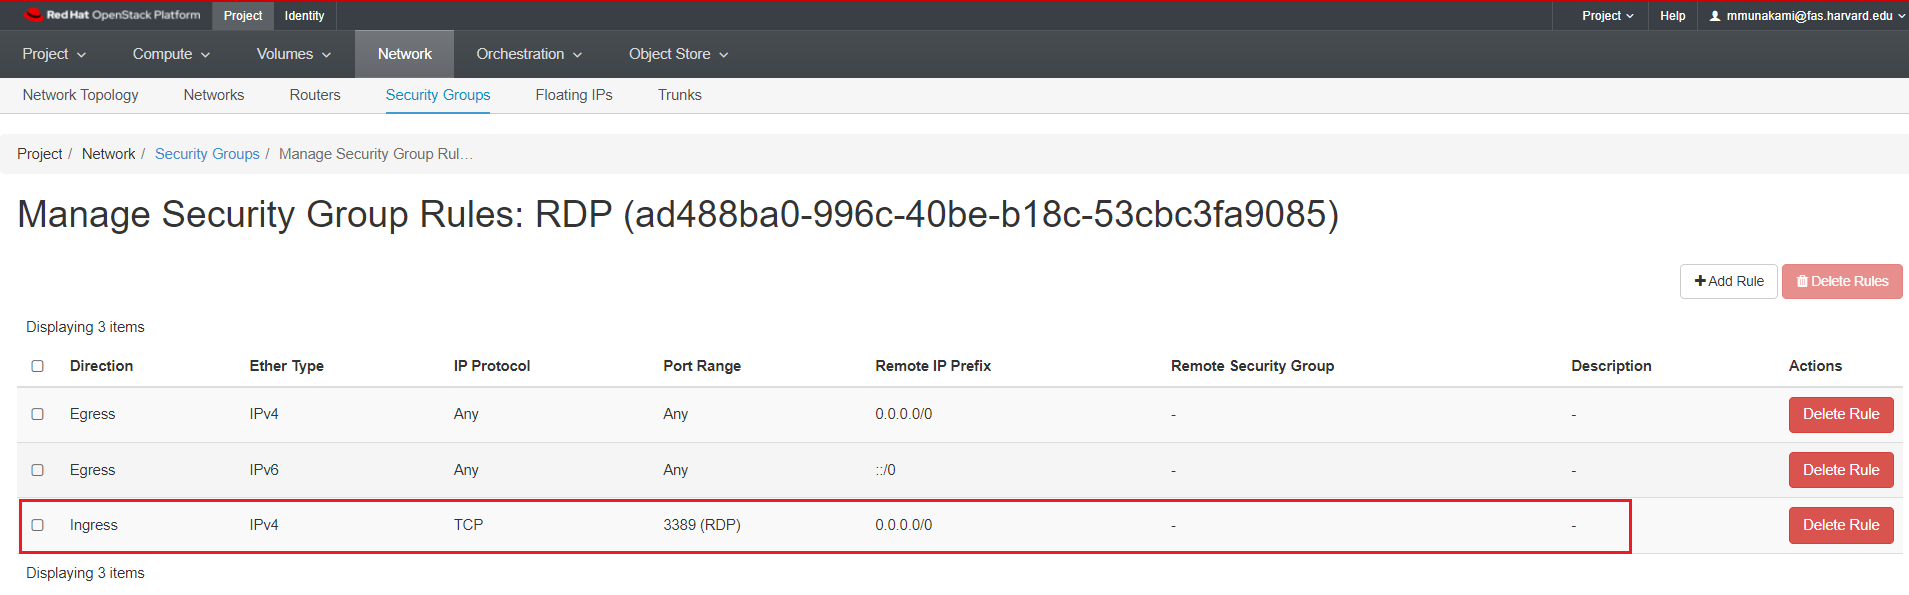 Red Hat OpenStack Platform Project Identity Project Help mmunakami@fas.harvard.edu
Project Compute Volumes Network Orchestration Object Store
Network Topology Networks Routers Security Groups Floating IPs Trunks
Project / Network / Security Groups / Manage Security Group Rul…
Manage Security Group Rules: RDP (ad488ba0-996c-40be-b18c-53cbc3fa9085)
+ Add Rule Delete Rules
Displaying 3 items
Direction Ether Type IP Protocol Port Range Remote IP Prefix Remote Security Group Description Actions
Egress IPv4 Any Any 0.0.0.0/0 - - Delete Rule
Egress IPv6 Any Any ::/0 - - Delete Rule
Ingress IPv4 TCP 3389 (RDP) 0.0.0.0/0 - - Delete Rule
Displaying 3 items